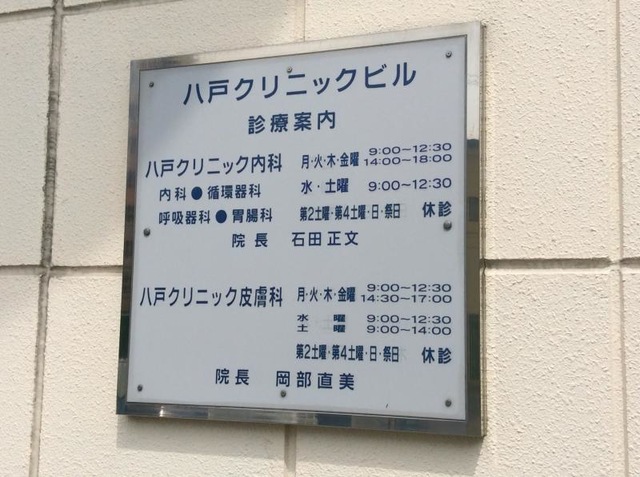 八戸クリニックビル
診療案内
八戸クリニック内科 月・火・木・金曜 9:00〜12:30
14:00〜18:00
内科●循環器科 水・土曜 9:00〜12:30
呼吸器科●胃腸科 第2土曜・第4土曜・日・祭日 休診
院長 石田正文
八戸クリニック皮膚科 月・火・木・金曜 9:00〜12:30
14:30〜17:00
水曜 9:00〜12:30
土曜 9:00〜14:00
第2土曜・第4土曜・日・祭日 休診
院長 岡部直美